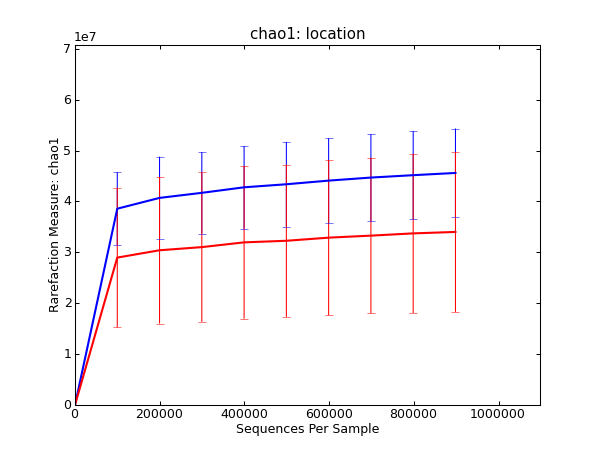 chao1: location
1e7
7
6
5
4
3
2
1
0
Rarefaction Measure: chao1
0 200000 400000 600000 800000 1000000
Sequences Per Sample